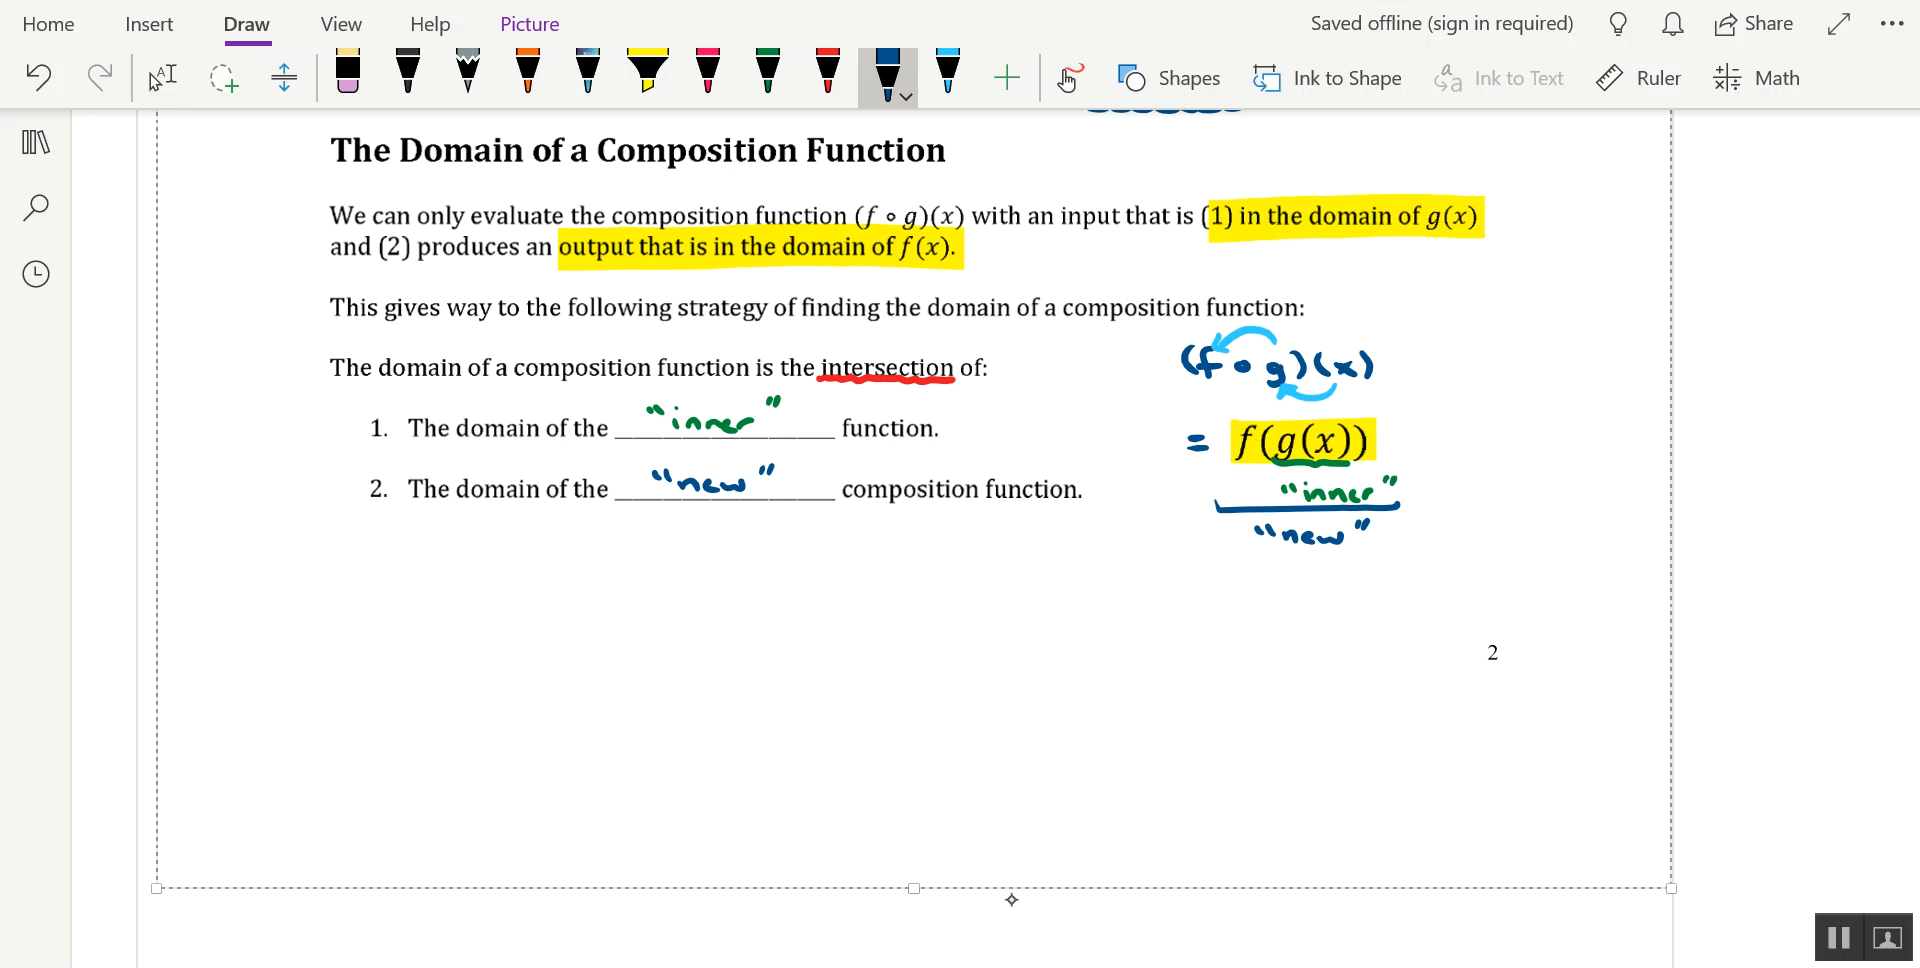 Home Insert Draw View Help Picture Saved offline (sign in required) Share
Shapes Ink to Shape Ink to Text Ruler Math
The Domain of a Composition Function
We can only evaluate the composition function (f ∘ g)(x) with an input that is (1) in the domain of g(x)
and (2) produces an output that is in the domain of f(x).
This gives way to the following strategy of finding the domain of a composition function:
The domain of a composition function is the intersection of:
(f ∘ g)(x)
1. The domain of the "inner" function.
= f(g(x))
2. The domain of the "new" composition function.
"inner"
"new"
2